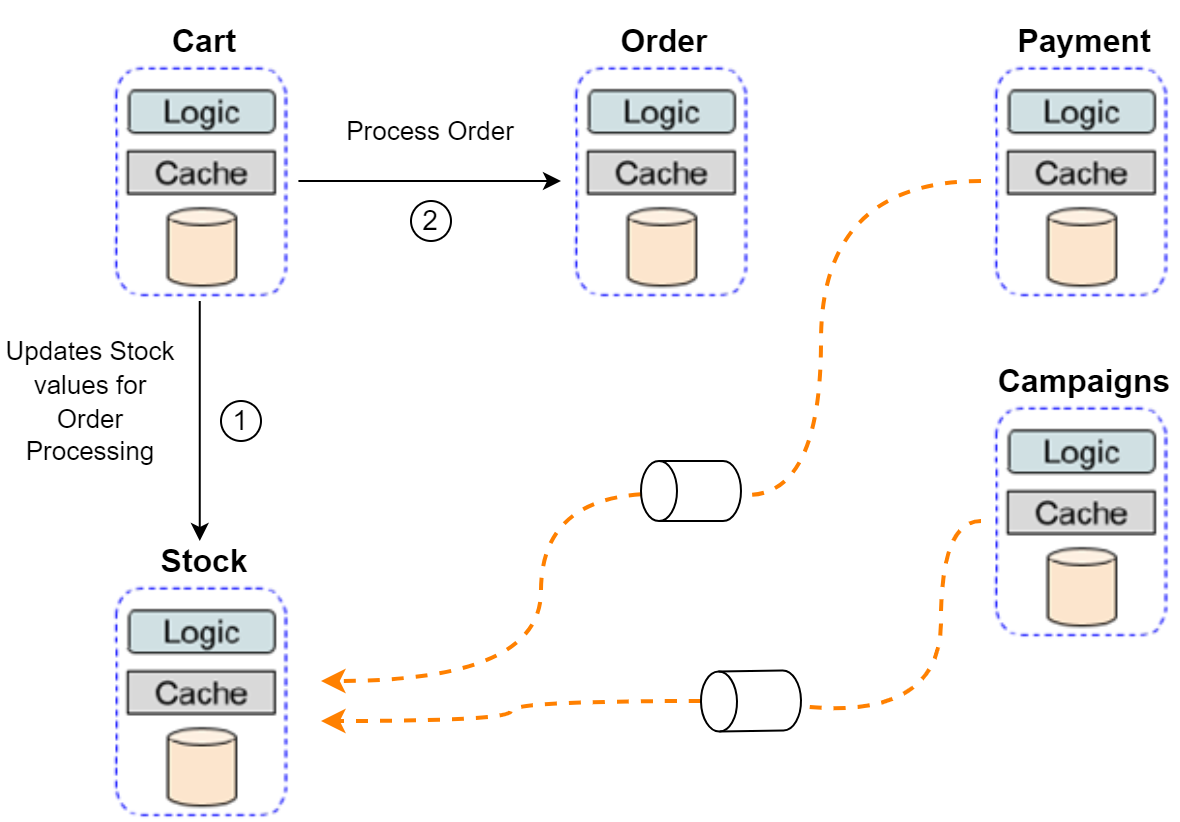 Cart
Order
Payment
Logic
Logic
Logic
Process Order
Cache
Cache
Cache
2
Updates Stock
values for
Order
Processing
1
Campaigns
Logic
Cache
Stock
Logic
Cache